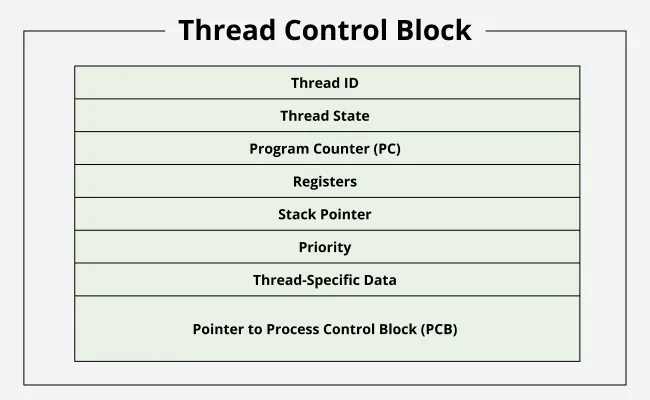 Thread Control Block
Thread ID
Thread State
Program Counter (PC)
Registers
Stack Pointer
Priority
Thread-Specific Data
Pointer to Process Control Block (PCB)